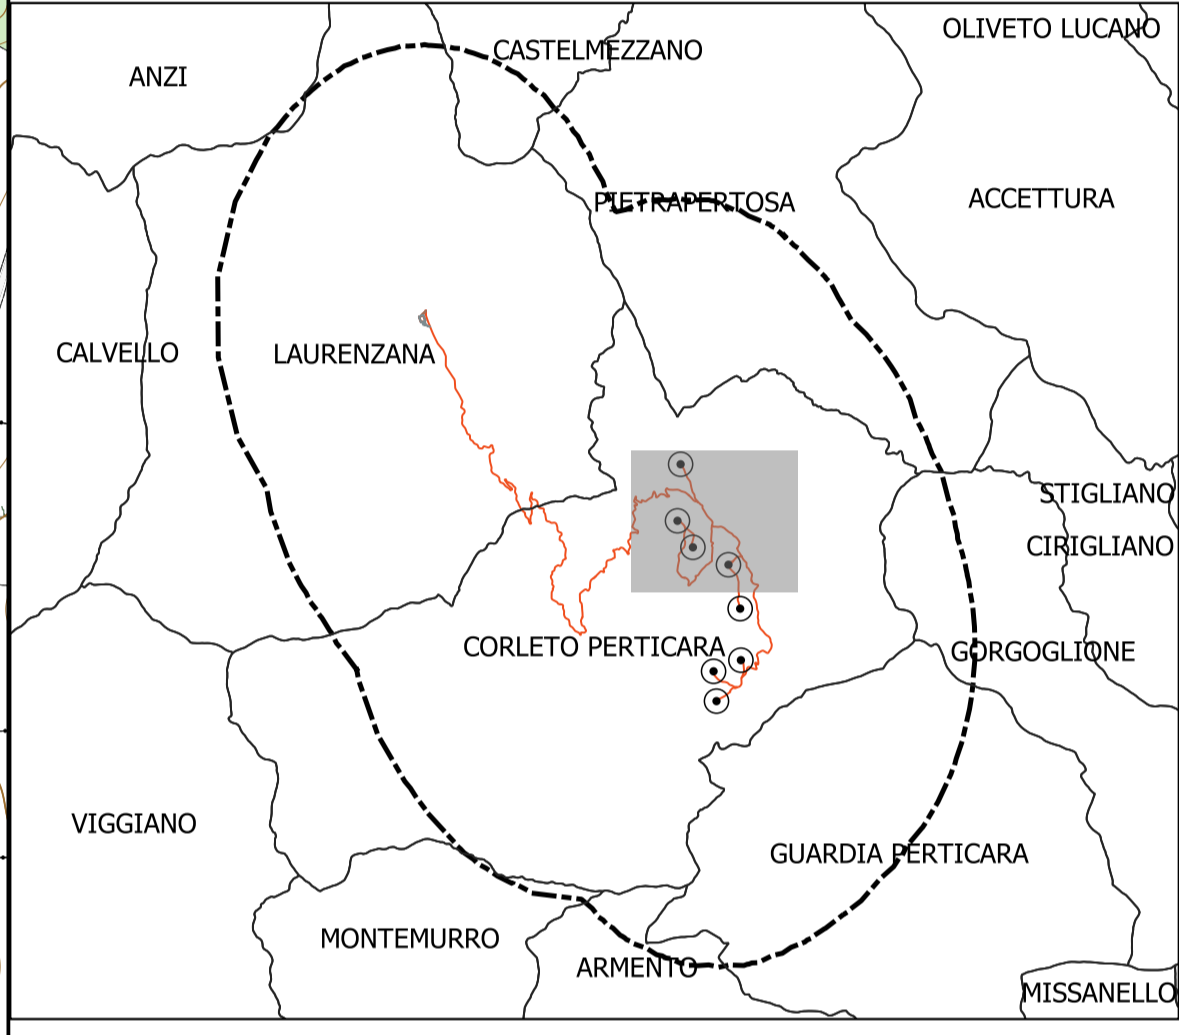 OLIVETO LUCANO
CASTELMEZZANO
ANZI
ACCETTURA
PIETRAPERTOSA
CALVELLO
LAURENZANA
STIGLIANO
CIRIGLIANO
CORLETO PERTICARA
GORGOGLIONE
VIGGIANO
GUARDIA PERTICARA
MONTEMURRO
ARMENTO
MISSANELLO